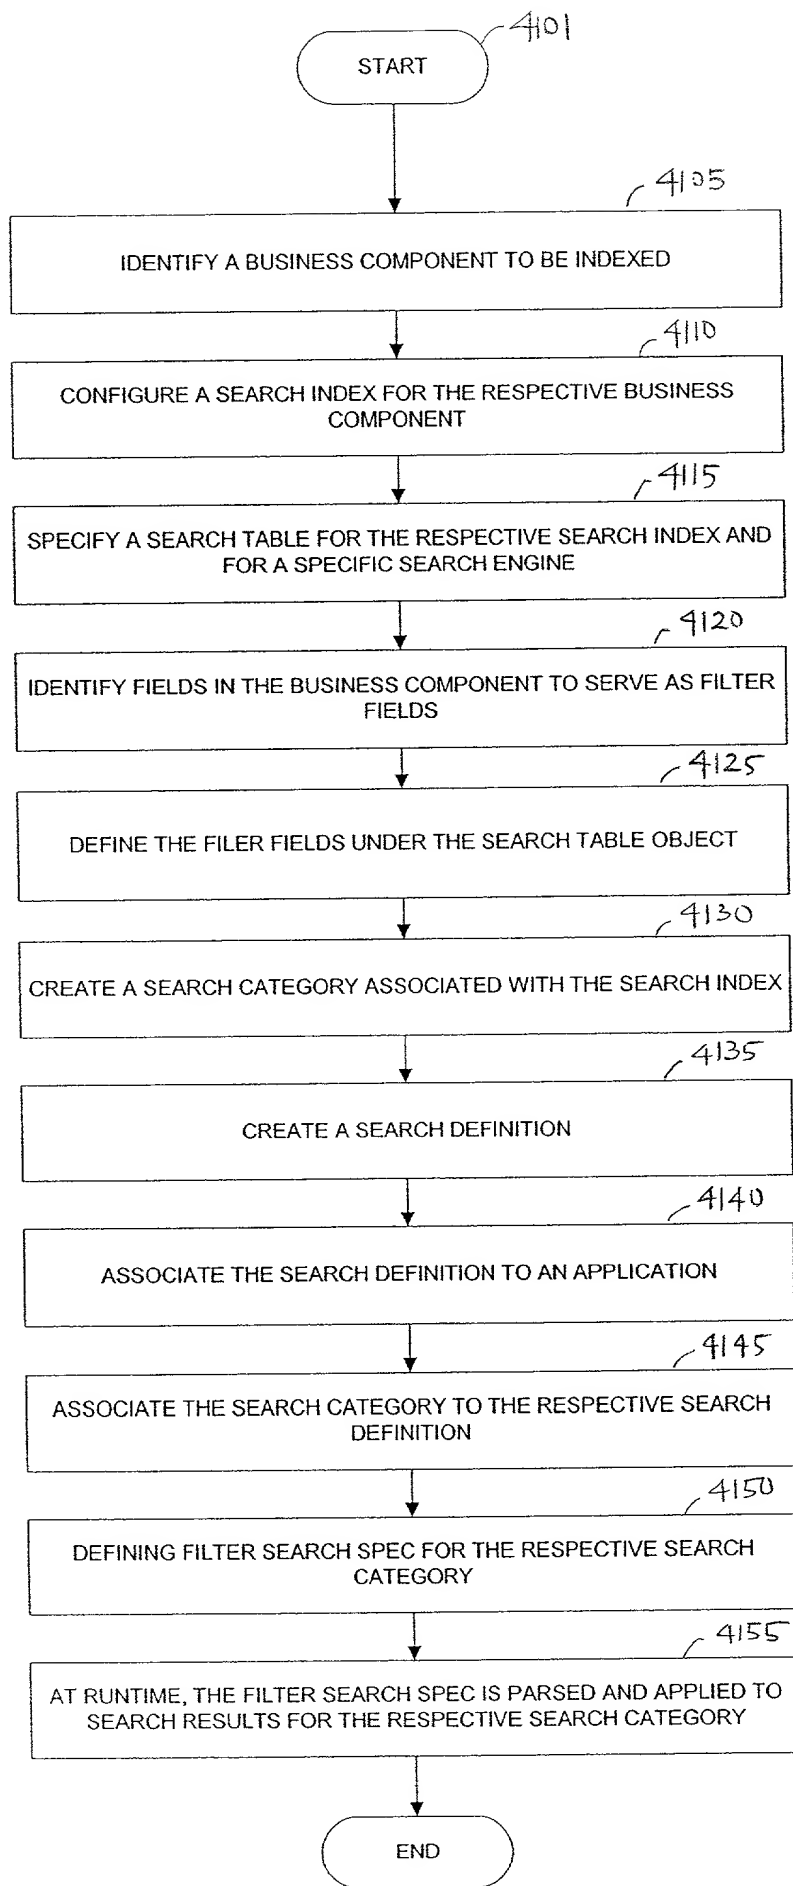 4101
START
4105
IDENTIFY A BUSINESS COMPONENT TO BE INDEXED
4110
CONFIGURE A SEARCH INDEX FOR THE RESPECTIVE BUSINESS
COMPONENT
4115
SPECIFY A SEARCH TABLE FOR THE RESPECTIVE SEARCH INDEX AND
FOR A SPECIFIC SEARCH ENGINE
4120
IDENTIFY FIELDS IN THE BUSINESS COMPONENT TO SERVE AS FILTER
FIELDS
4125
DEFINE THE FILER FIELDS UNDER THE SEARCH TABLE OBJECT
4130
CREATE A SEARCH CATEGORY ASSOCIATED WITH THE SEARCH INDEX
4135
CREATE A SEARCH DEFINITION
4140
ASSOCIATE THE SEARCH DEFINITION TO AN APPLICATION
4145
ASSOCIATE THE SEARCH CATEGORY TO THE RESPECTIVE SEARCH
DEFINITION
4150
DEFINING FILTER SEARCH SPEC FOR THE RESPECTIVE SEARCH
CATEGORY
4155
AT RUNTIME, THE FILTER SEARCH SPEC IS PARSED AND APPLIED TO
SEARCH RESULTS FOR THE RESPECTIVE SEARCH CATEGORY
END